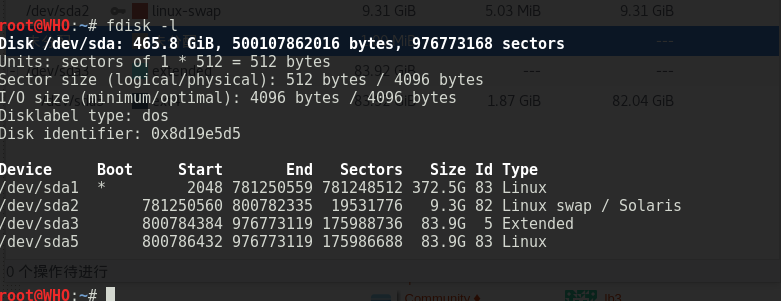 /dev/sda2 linux-swap 9.31 GiB 5.03 MiB 9.31 GiB
root@WHO:~# fdisk -l
Disk /dev/sda: 465.8 GiB, 500107862016 bytes, 976773168 sectors
Units: sectors of 1 * 512 = 512 bytes
Sector size (logical/physical): 512 bytes / 4096 bytes
I/O size (minimum/optimal): 4096 bytes / 4096 bytes
Disklabel type: dos
Disk identifier: 0x8d19e5d5
Device Boot Start End Sectors Size Id Type
/dev/sda1 * 2048 781250559 781248512 372.5G 83 Linux
/dev/sda2 781250560 800782335 19531776 9.3G 82 Linux swap / Solaris
/dev/sda3 800784384 976773119 175988736 83.9G 5 Extended
/dev/sda5 800786432 976773119 175986688 83.9G 83 Linux
0 个操作待进行
root@WHO:~#
Community